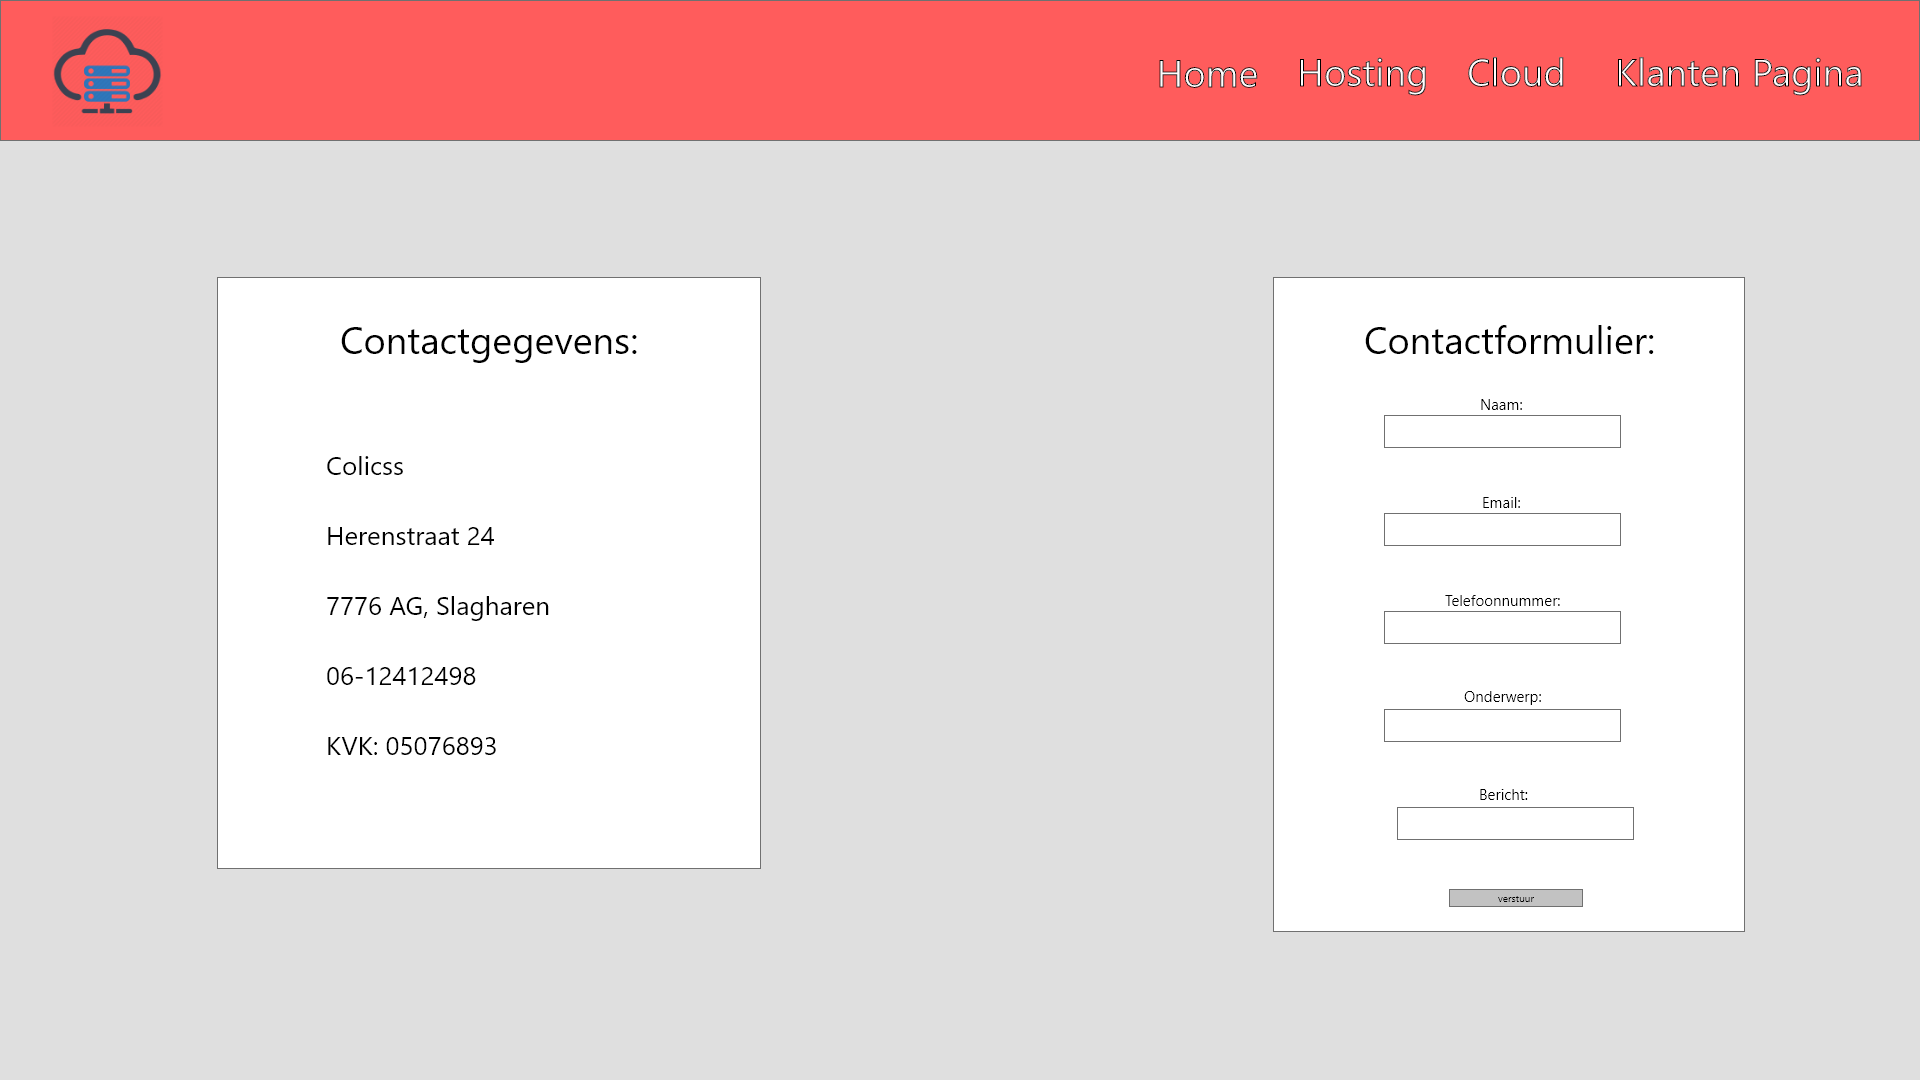 Home Hosting Cloud Klanten Pagina
Contactgegevens:
Colicss
Herenstraat 24
7776 AG, Slagharen
06-12412498
KVK: 05076893
Contactformulier:
Naam:
Email:
Telefoonnummer:
Onderwerp:
Bericht:
verstuur